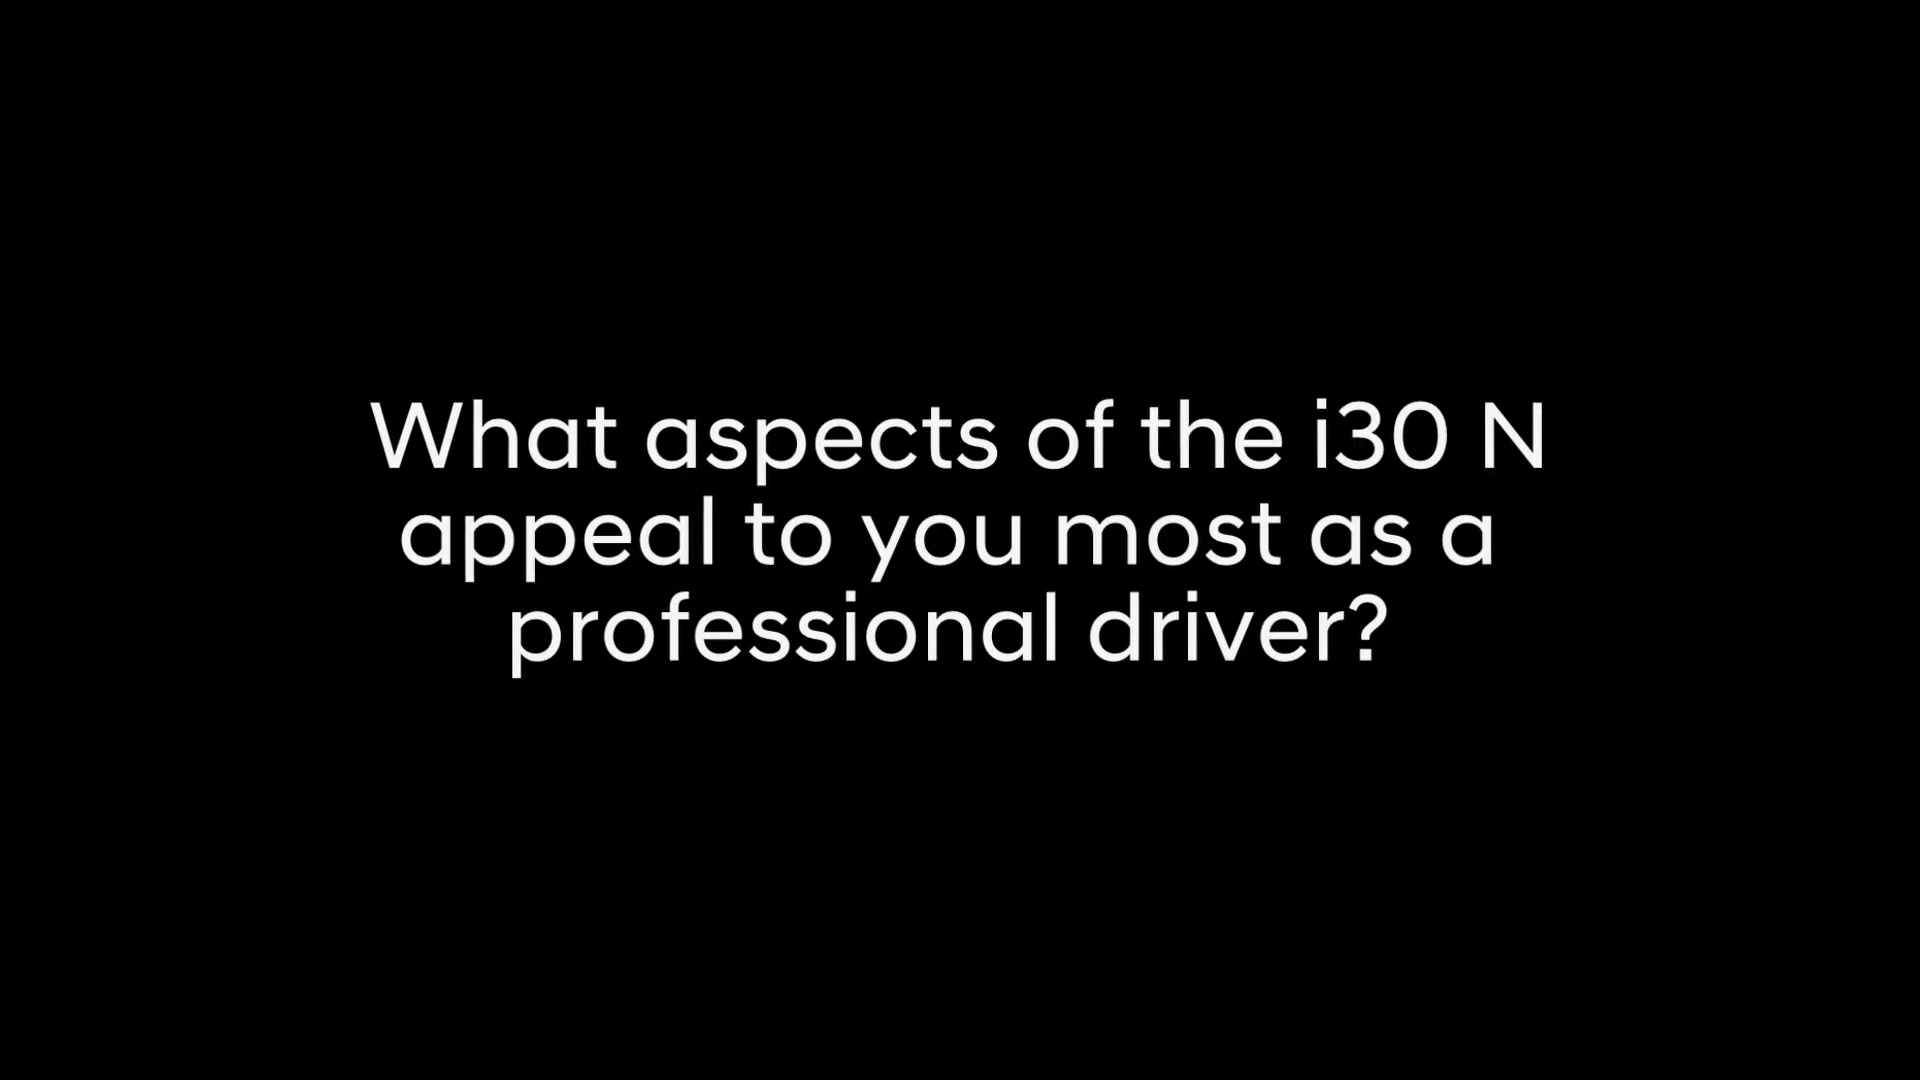 What aspects of the i30 N
appeal to you most as a
professional driver?